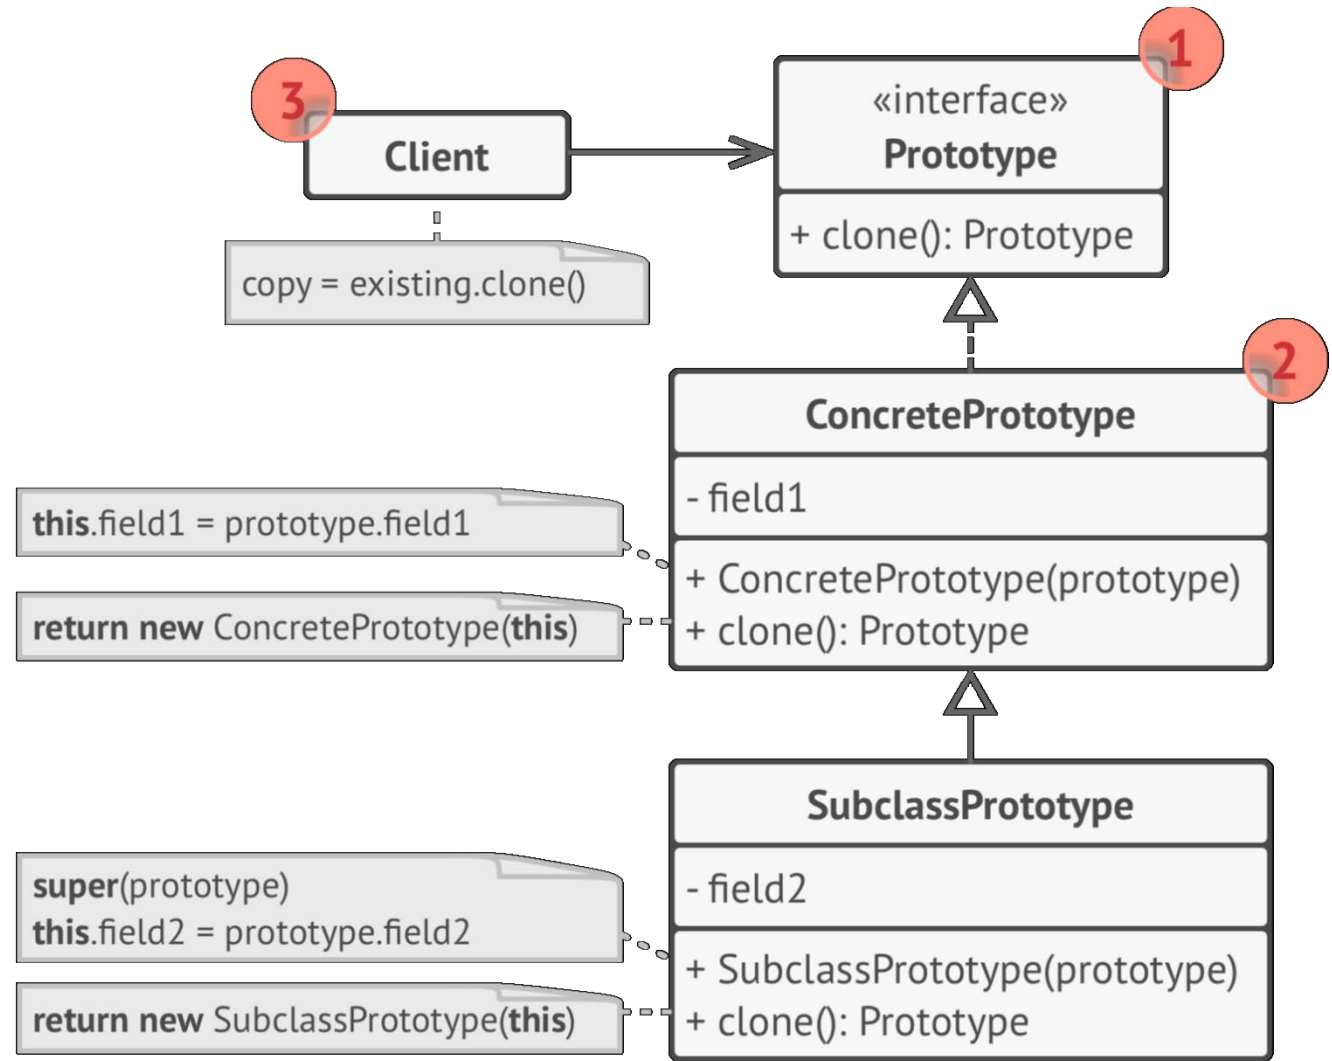 1
«interface»
Prototype
+ clone(): Prototype
3
Client
copy = existing.clone()
2
ConcretePrototype
- field1
+ ConcretePrototype(prototype)
+ clone(): Prototype
this.field1 = prototype.field1
return new ConcretePrototype(this)
SubclassPrototype
- field2
+ SubclassPrototype(prototype)
+ clone(): Prototype
super(prototype)
this.field2 = prototype.field2
return new SubclassPrototype(this)